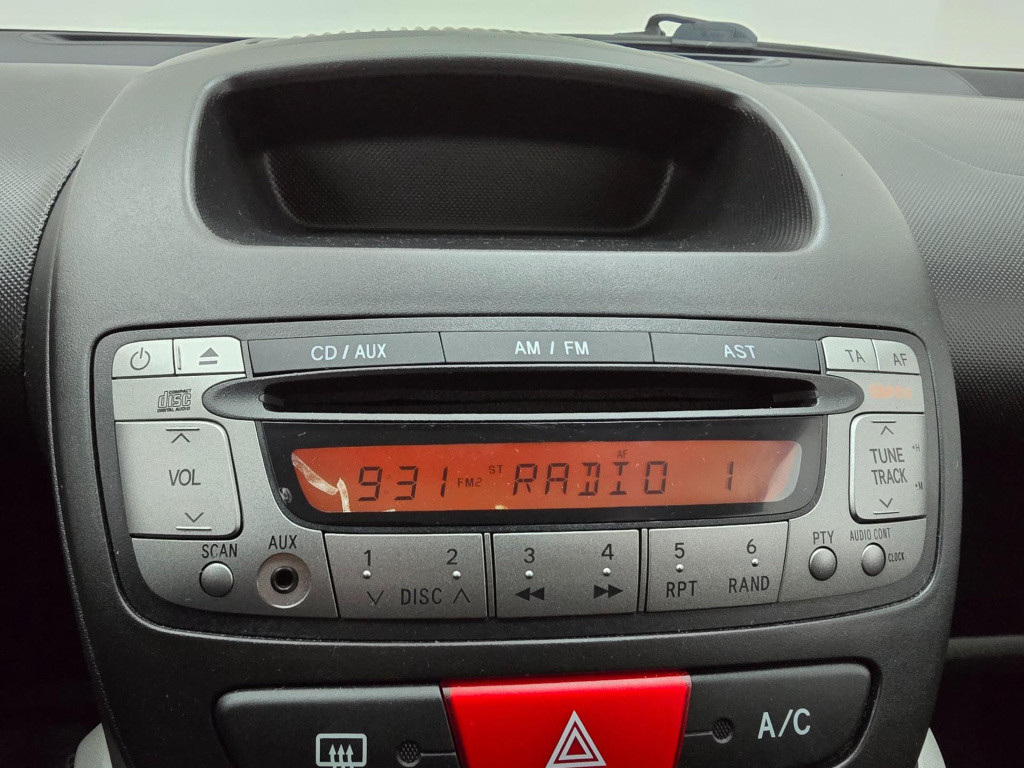 CD / AUX
AM / FM
AST
TA
AF
COMPACT
disc
DIGITAL AUDIO
VOL
931 FM2 ST RADIO 1
AF
TUNE
TRACK
H
M
SCAN
AUX
1
2
DISC
3
4
5
6
RPT
RAND
PTY
AUDIO CONT
CLOCK
A/C